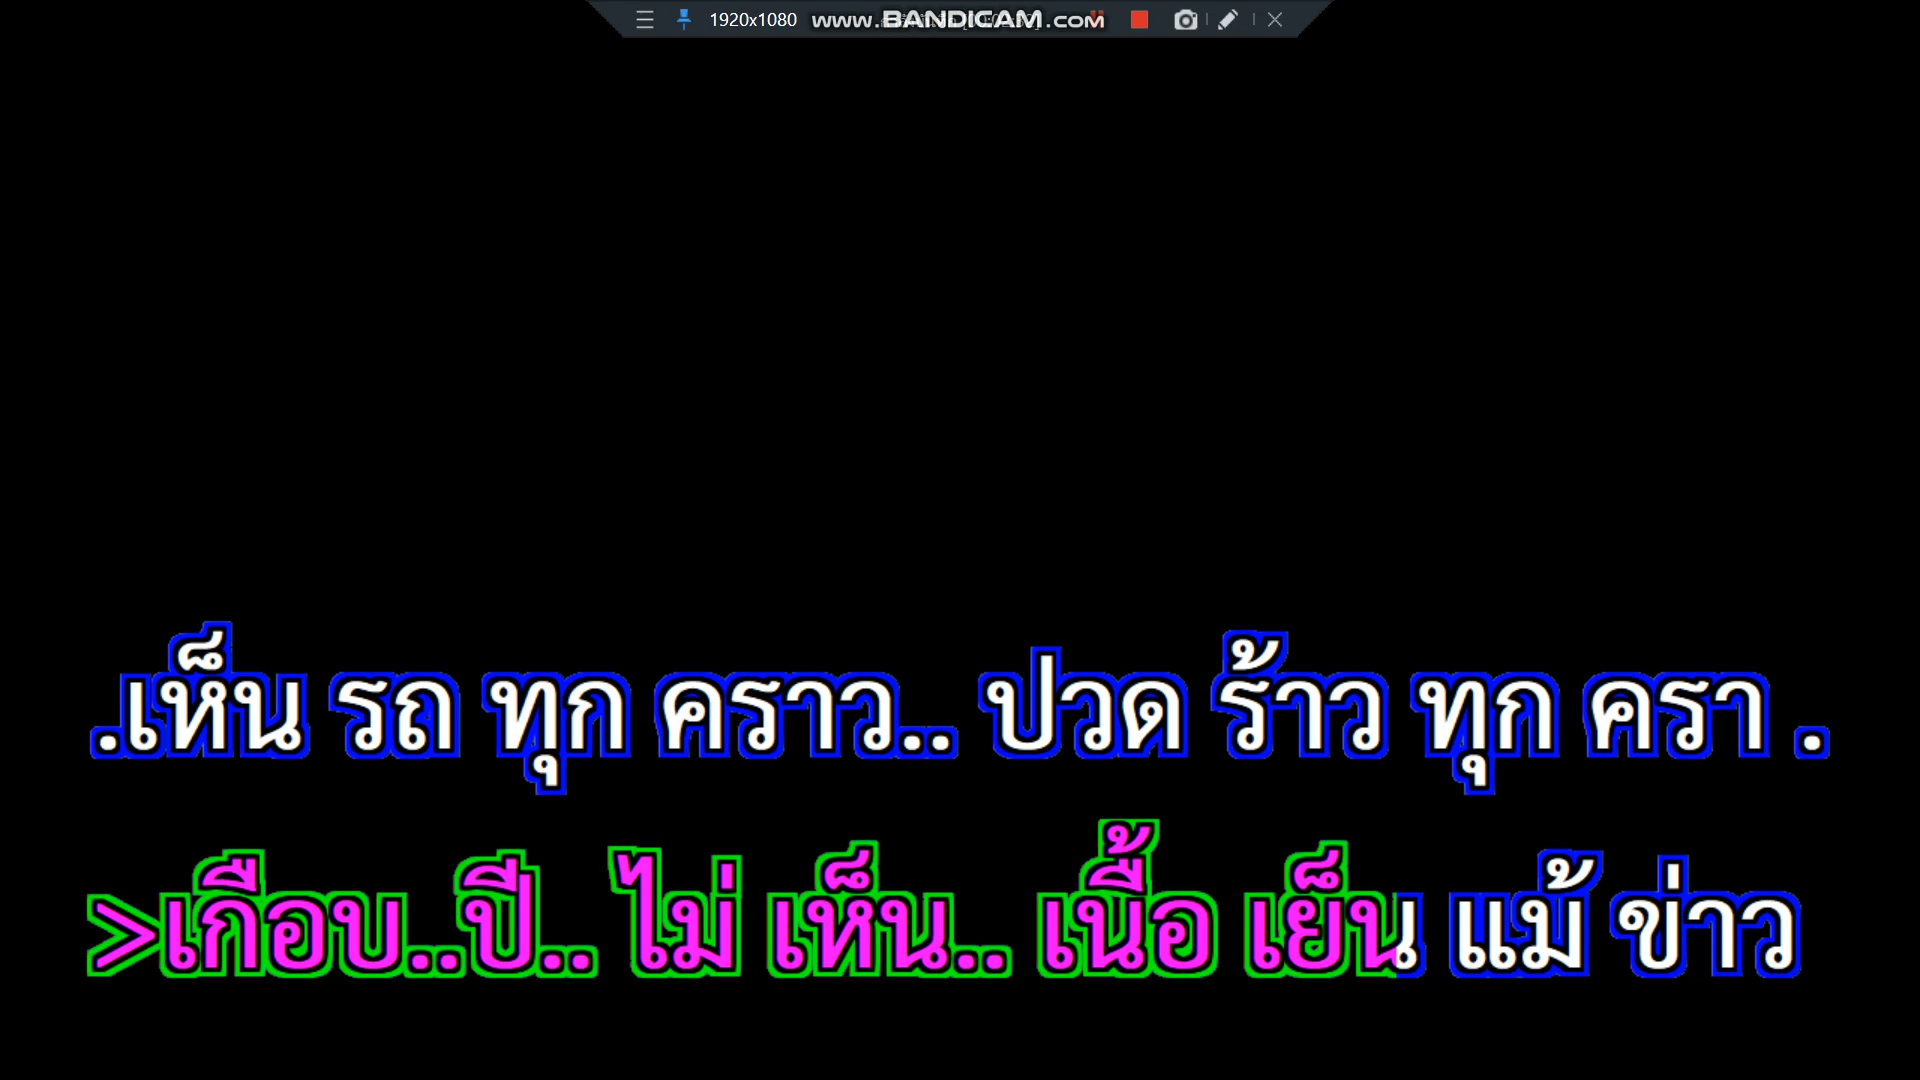 1920x1080 www.BANDICAM.com
.เห็น รถ ทุก คราว.. ปวด ร้าว ทุก ครา .
>เกือบ..ปี.. ไม่ เห็น.. เนื้อ เย็น แม้ ข่าว